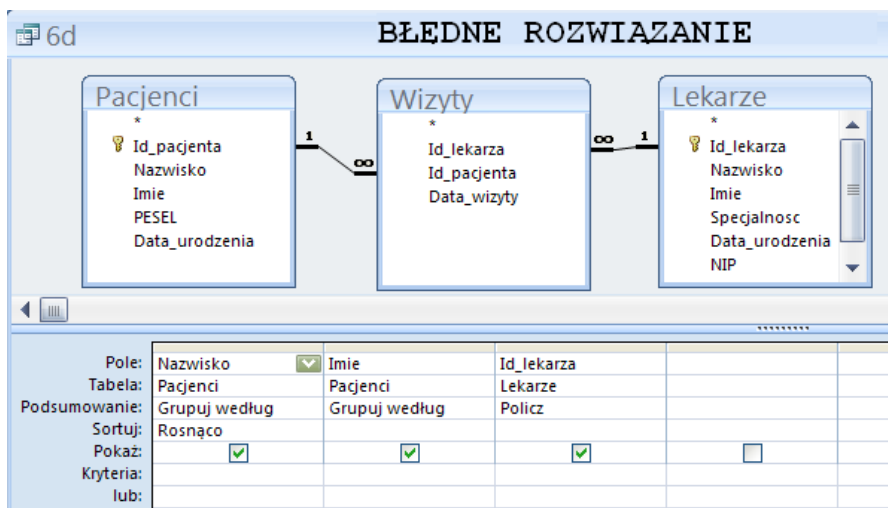 6d
BŁĘDNE ROZWIĄZANIE
Pacjenci
*
Id_pacjenta
Nazwisko
Imie
PESEL
Data_urodzenia
1
∞
Wizyty
*
Id_lekarza
Id_pacjenta
Data_wizyty
∞
1
Lekarze
*
Id_lekarza
Nazwisko
Imie
Specjalnosc
Data_urodzenia
NIP
Pole: Nazwisko Imie Id_lekarza
Tabela: Pacjenci Pacjenci Lekarze
Podsumowanie: Grupuj według Grupuj według Policz
Sortuj: Rosnąco
Pokaż:
Kryteria:
lub: